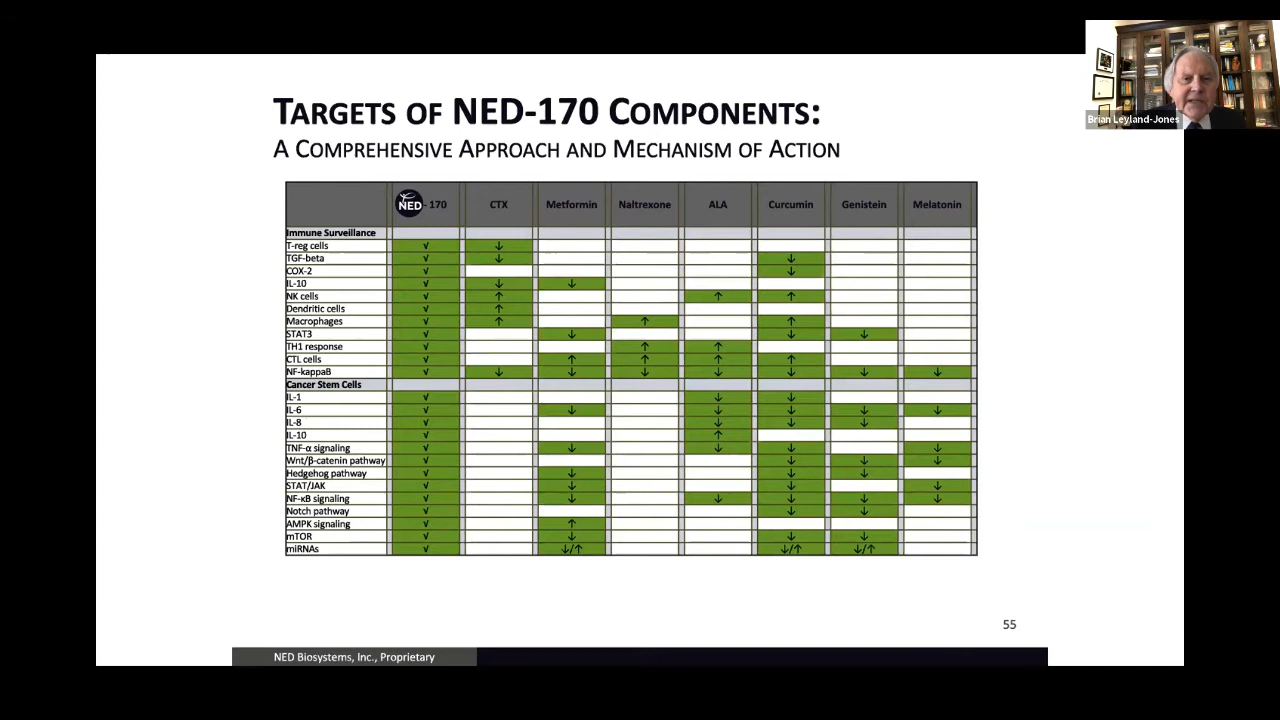 TARGETS OF NED-170 COMPONENTS:
A COMPREHENSIVE APPROACH AND MECHANISM OF ACTION
Brian Leyland-Jones
NED - 170 CTX Metformin Naltrexone ALA Curcumin Genistein Melatonin
Immune Surveillance
T-reg cells √ ↓
TGF-beta √ ↓ ↓
COX-2 √ ↓
IL-10 √ ↓ ↓
NK cells √ ↑ ↑ ↑
Dendritic cells √ ↑
Macrophages √ ↑ ↑ ↑
STAT3 √ ↓ ↓ ↓
TH1 response √ ↑ ↑
CTL cells √ ↑ ↑ ↑ ↑
NF-kappaB √ ↓ ↓ ↓ ↓ ↓ ↓ ↓
Cancer Stem Cells
IL-1 √ ↓ ↓
IL-6 √ ↓ ↓ ↓ ↓ ↓
IL-8 √ ↓ ↓ ↓
IL-10 √ ↑
TNF-α signaling √ ↓ ↓ ↓ ↓
Wnt/β-catenin pathway √ ↓ ↓ ↓
Hedgehog pathway √ ↓ ↓ ↓
STAT/JAK √ ↓ ↓ ↓
NF-κB signaling √ ↓ ↓ ↓ ↓ ↓
Notch pathway √ ↓ ↓
AMPK signaling √ ↑
mTOR √ ↓ ↓ ↓
miRNAs √ ↓/↑ ↓/↑ ↓/↑
55
NED Biosystems, Inc., Proprietary